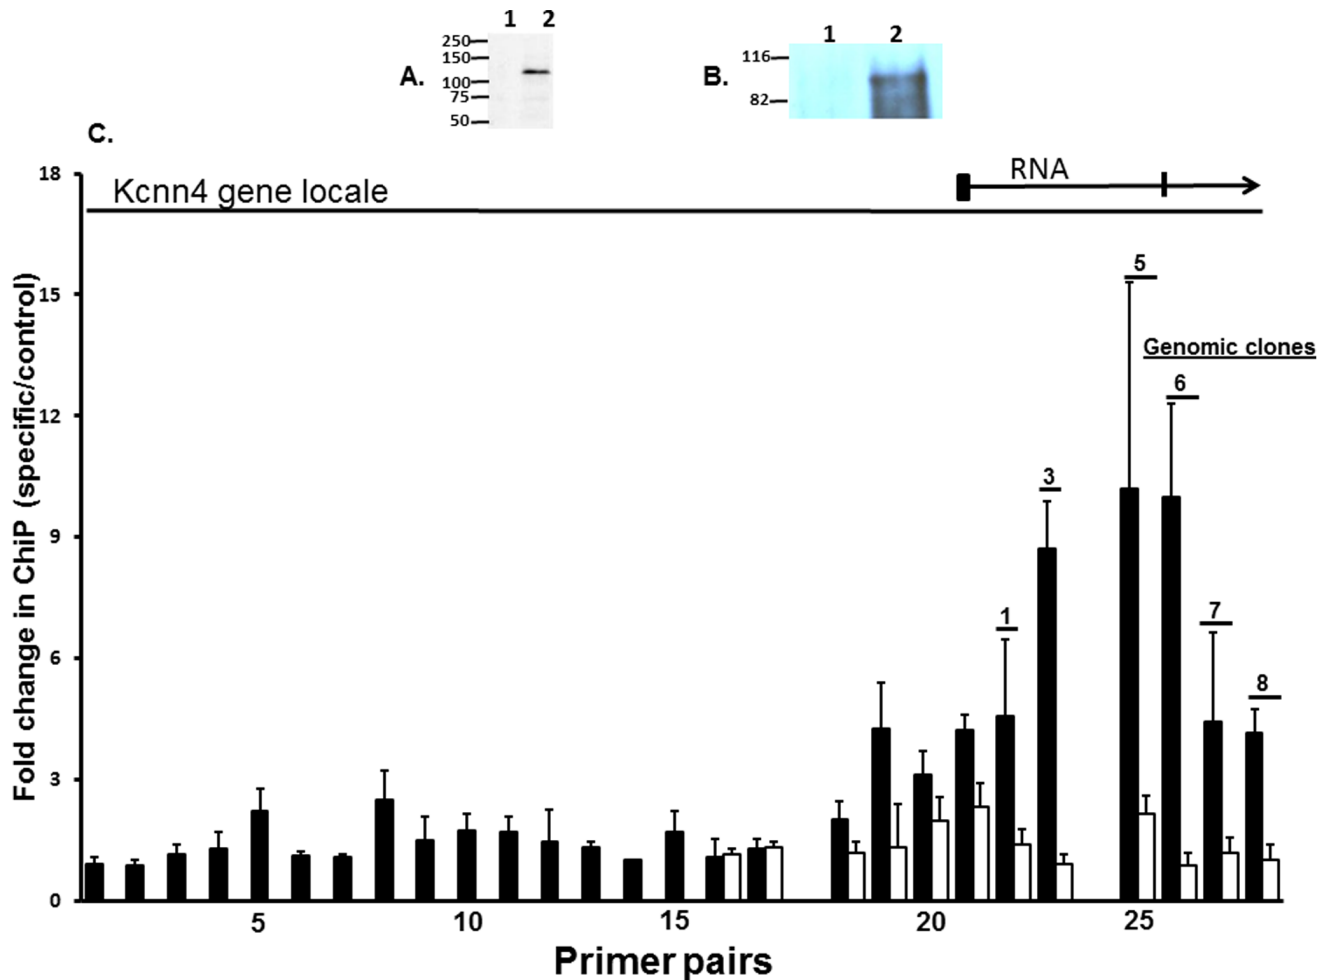 1 2
250
150
A.
100
75
50
1 2
116
B.
82
C.
18
Kcnn4 gene locale
RNA
15
5
Genomic clones
12
6
3
9
1
7
6
8
3
0
5 10 15 20 25
Fold change in ChiP (specific/control)
Primer pairs